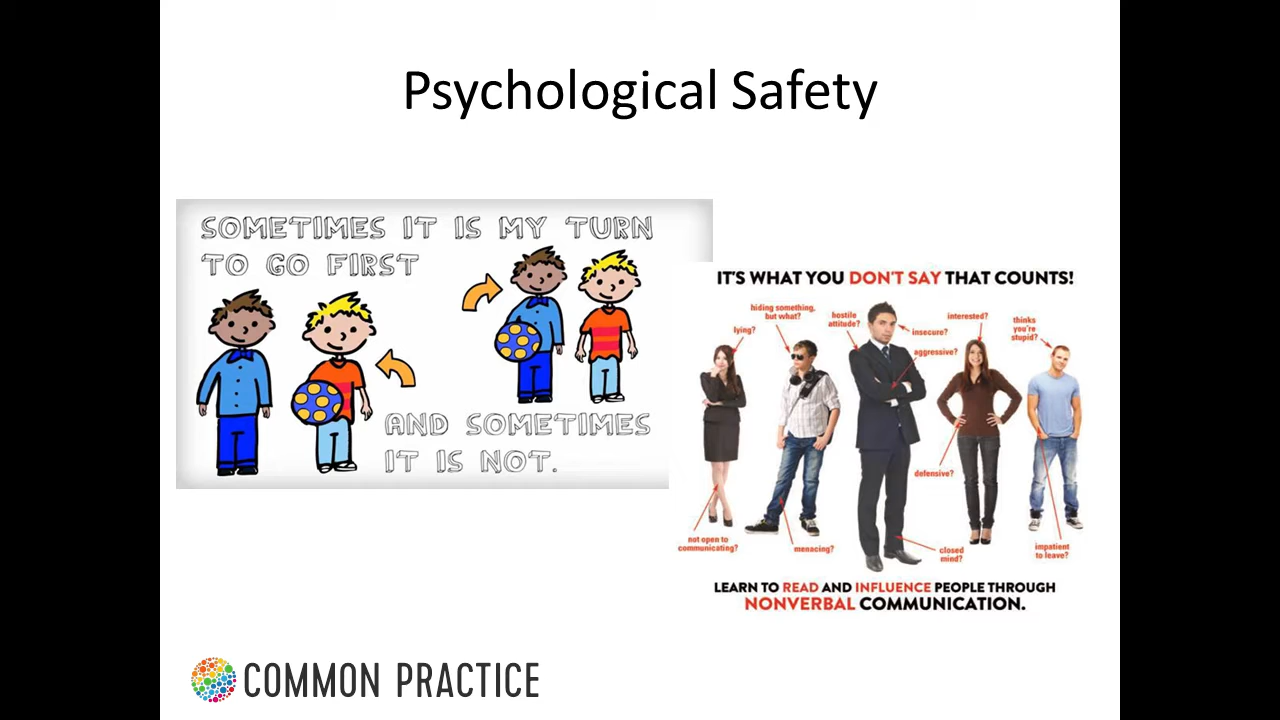 Psychological Safety
SOMETIMES IT IS MY TURN
TO GO FIRST
AND SOMETIMES
IT IS NOT.
IT'S WHAT YOU DON'T SAY THAT COUNTS!
lying?
hiding something,
but what?
hostile
attitude?
insecure?
aggressive?
interested?
thinks
you're
stupid?
defensive?
not open to
communicating?
menacing?
closed
mind?
impatient
to leave?
LEARN TO READ AND INFLUENCE PEOPLE THROUGH
NONVERBAL COMMUNICATION.
COMMON PRACTICE